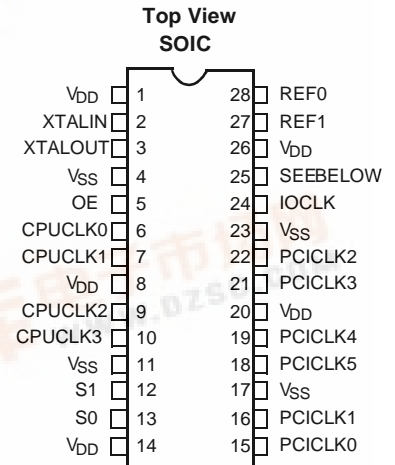 Top View
SOIC
VDD 1 28 REF0
XTALIN 2 27 REF1
XTALOUT 3 26 VDD
VSS 4 25 SEEBELOW
OE 5 24 IOCLK
CPUCLK0 6 23 VSS
CPUCLK1 7 22 PCICLK2
VDD 8 21 PCICLK3
CPUCLK2 9 20 VDD
CPUCLK3 10 19 PCICLK4
VSS 11 18 PCICLK5
S1 12 17 VSS
S0 13 16 PCICLK1
VDD 14 15 PCICLK0